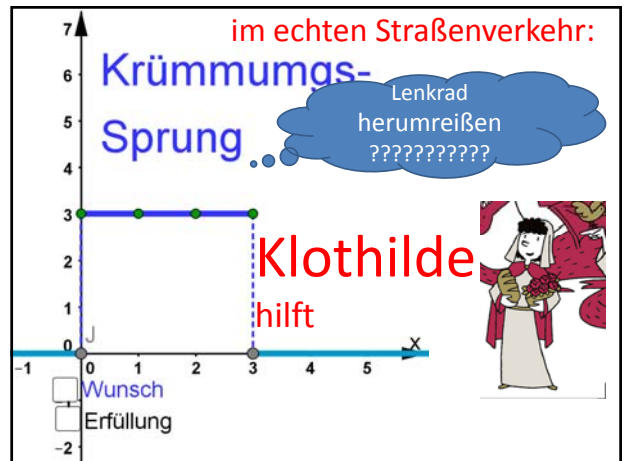 im echten Straßenverkehr:
Krümmumgs-
Sprung
Lenkrad
herumreißen
???????????
Klothilde
hilft
7
6
5
4
3
2
1
0
J
x
-1 0 1 2 3 4 5
Wunsch
Erfüllung
-2